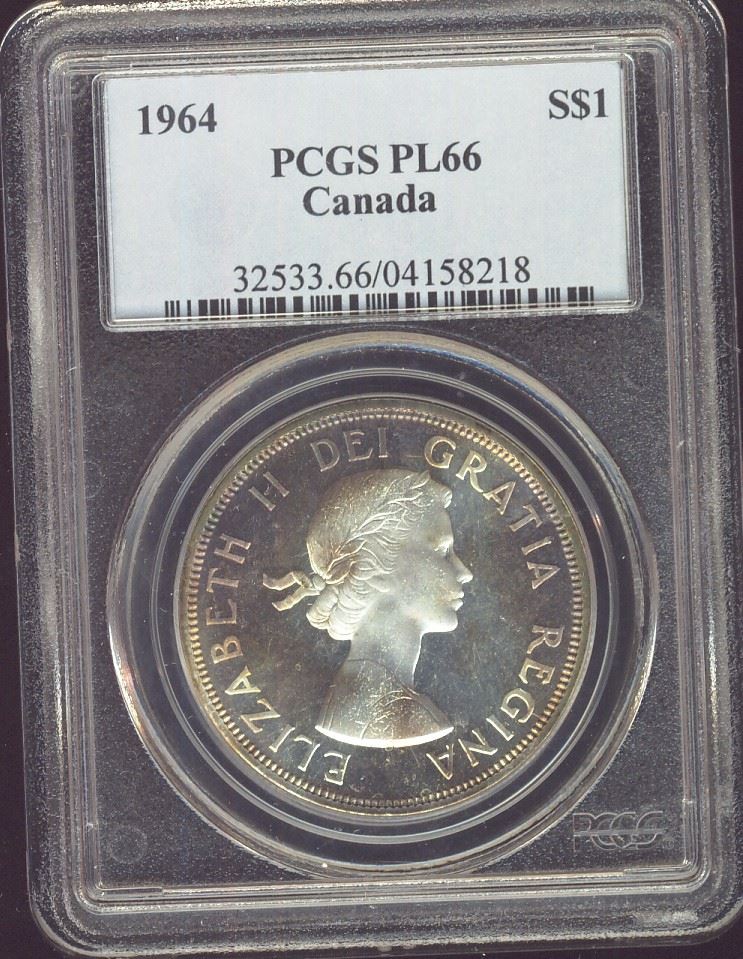 1964 S$1
PCGS PL66
Canada
32533.66/04158218
ELIZABETH II DEI GRATIA REGINA
PCGS